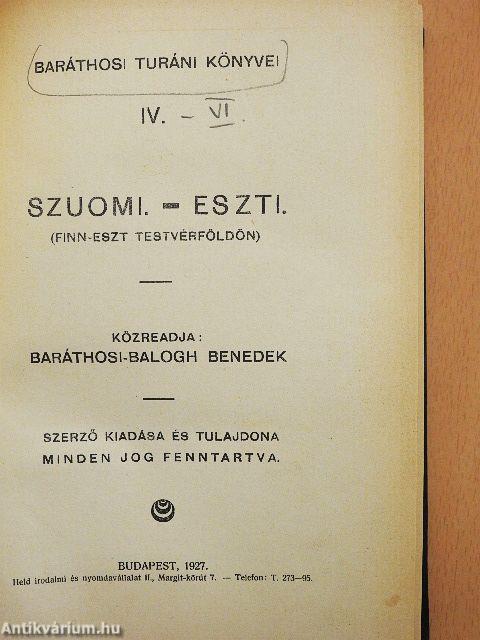 BARÁTHOSI TURÁNI KÖNYVEI
IV. - VI.
SZUOMI. - ESZTI.
(FINN-ESZT TESTVÉRFÖLDÖN)
KÖZREADJA:
BARÁTHOSI-BALOGH BENEDEK
SZERZŐ KIADÁSA ÉS TULAJDONA
MINDEN JOG FENNTARTVA.
BUDAPEST, 1927.
Held irodalmi és nyomdavállalat II., Margit-körút 7. — Telefon: T. 273—95.
Antikvárium.hu